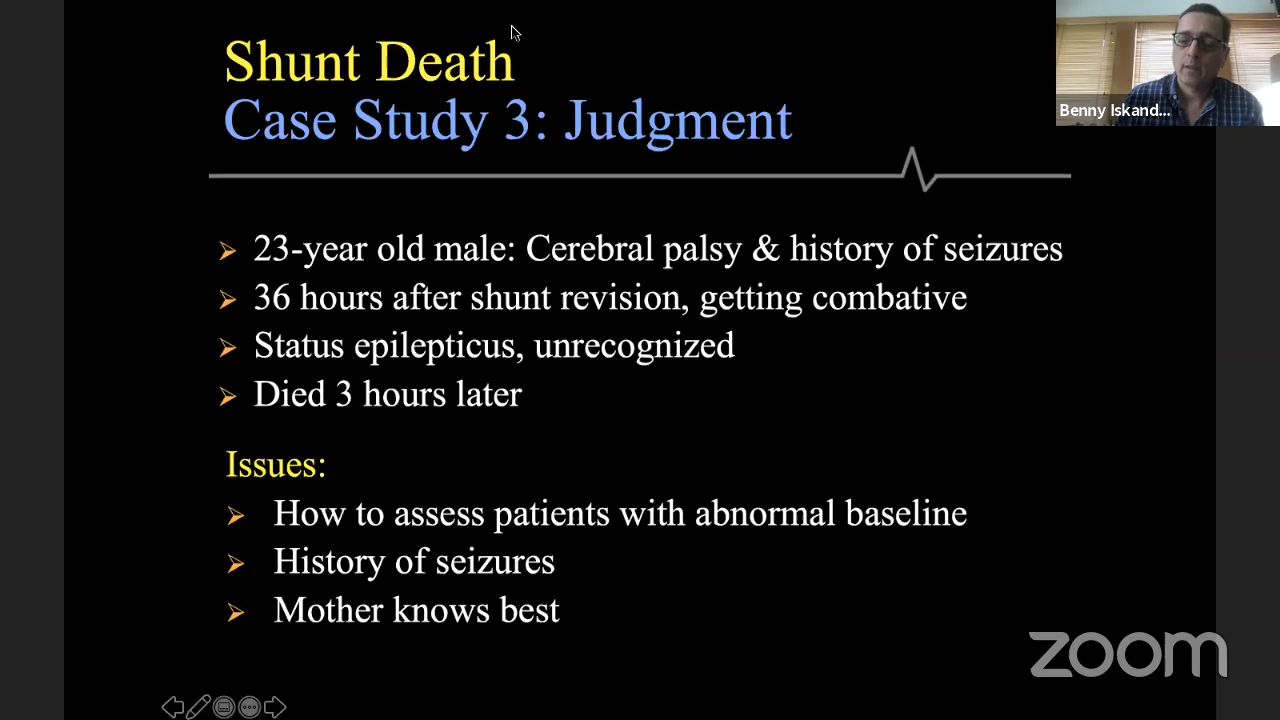 Shunt Death
Case Study 3: Judgment
Benny Iskand...
23-year old male: Cerebral palsy & history of seizures
36 hours after shunt revision, getting combative
Status epilepticus, unrecognized
Died 3 hours later
Issues:
How to assess patients with abnormal baseline
History of seizures
Mother knows best
zoom